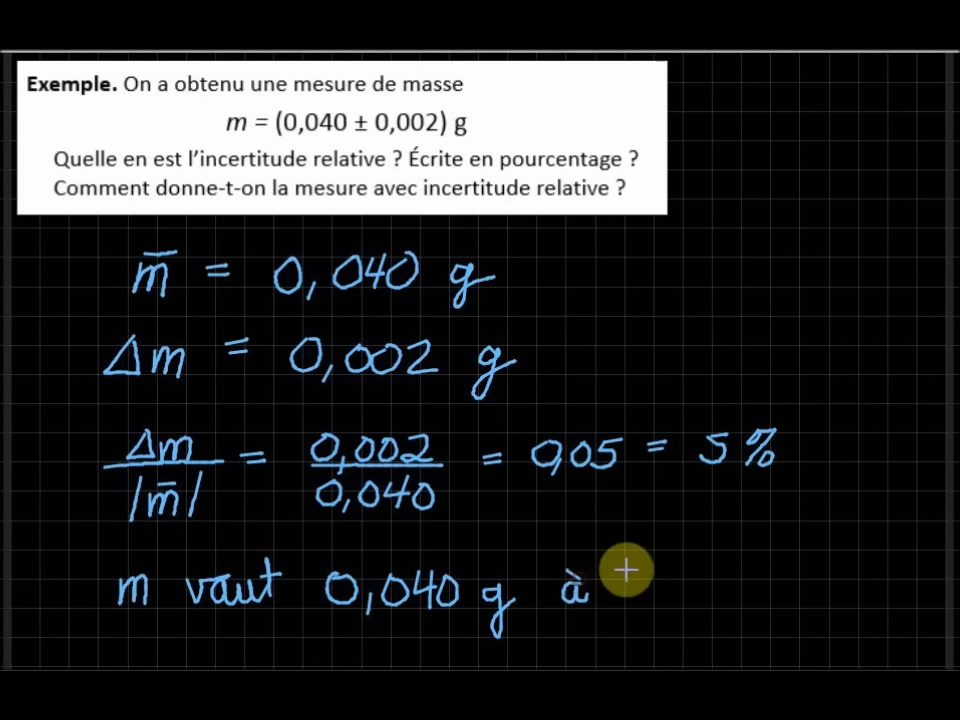 Exemple. On a obtenu une mesure de masse
m = (0,040 ± 0,002) g
Quelle en est l'incertitude relative ? Écrite en pourcentage ?
Comment donne-t-on la mesure avec incertitude relative ?
m̅ = 0,040 g
Δm = 0,002 g
Δm/|m̅| = 0,002/0,040 = 0,05 = 5 %
m vaut 0,040 g à